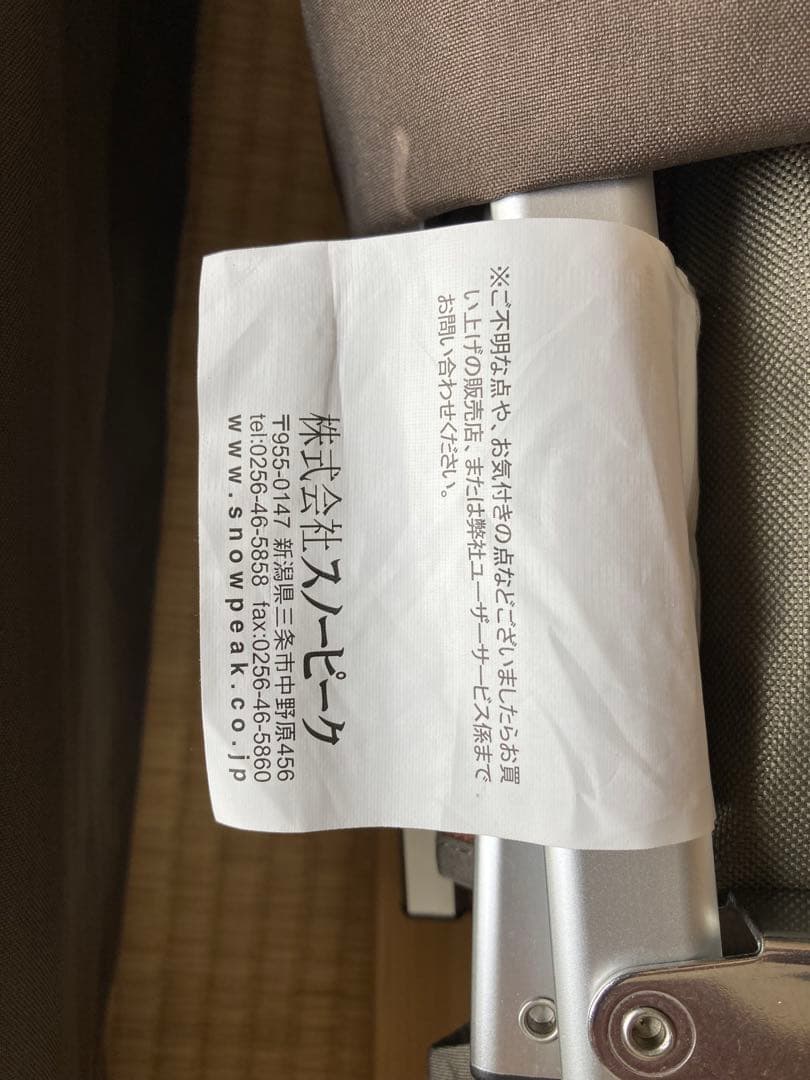 ※ご不明な点や、お気付きの点などございましたらお買
い上げの販売店、または弊社ユーザーサービス係まで
お問い合わせください。
株式会社スノーピーク
〒955-0147 新潟県三条市中野原456
tel:0256-46-5858 fax:0256-46-5860
www.snowpeak.co.jp